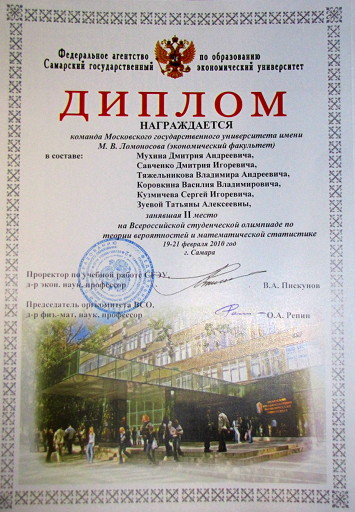 Федеральное агентство по образованию
Самарский государственный экономический университет
ДИПЛОМ
НАГРАЖДАЕТСЯ
команда Московского государственного университета имени
М. В. Ломоносова (экономический факультет)
в составе: Мухина Дмитрия Андреевича,
Савченко Дмитрия Игоревича,
Тяжельникова Владимира Андреевича,
Коровкина Василия Владимировича,
Кузмичева Сергея Игоревича,
Зуевой Татьяны Алексеевны,
занявшая II место
на Всероссийской студенческой олимпиаде по
теории вероятностей и математической статистике
19-21 февраля 2010 год
г. Самара
Проректор по учебной работе СГЭУ,
д-р экон. наук, профессор В.А. Пискунов
Председатель оргкомитета ВСО,
д-р физ.-мат. наук, профессор О.А. Репин